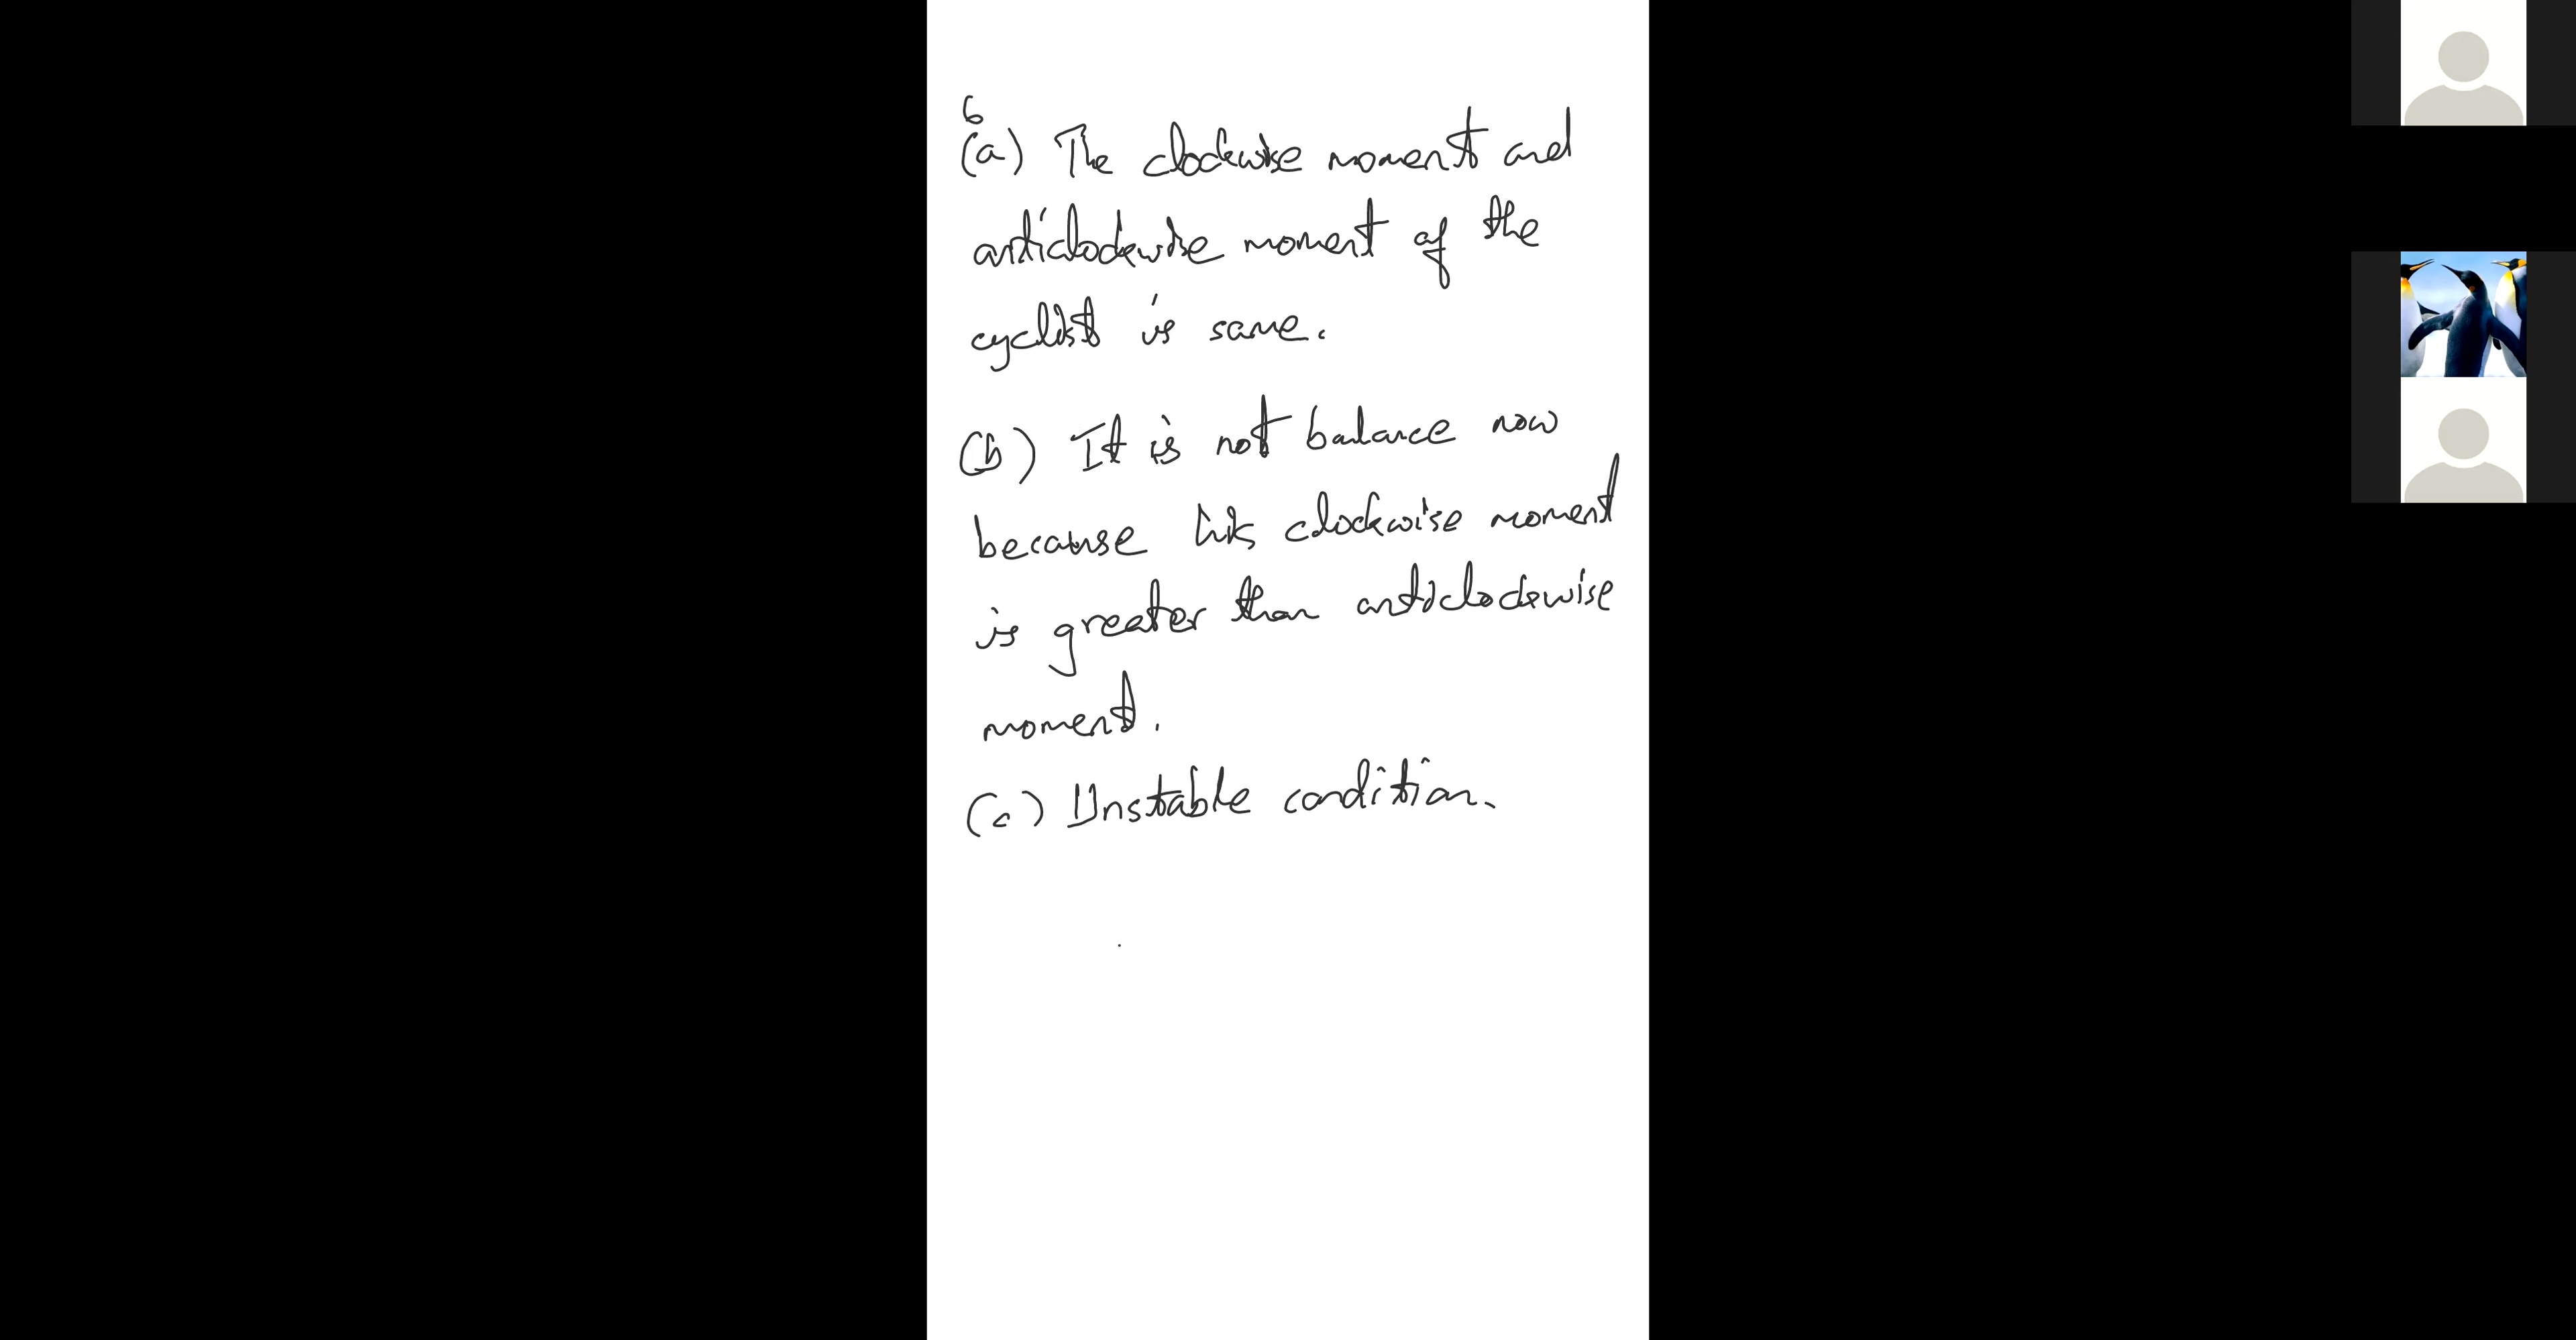 6
(a) The clockwise moment and
anticlockwise moment of the
cyclist is same.
(b) It is not balance now
because his clockwise moment
is greater than anticlockwise
moment.
(c) Unstable condition.